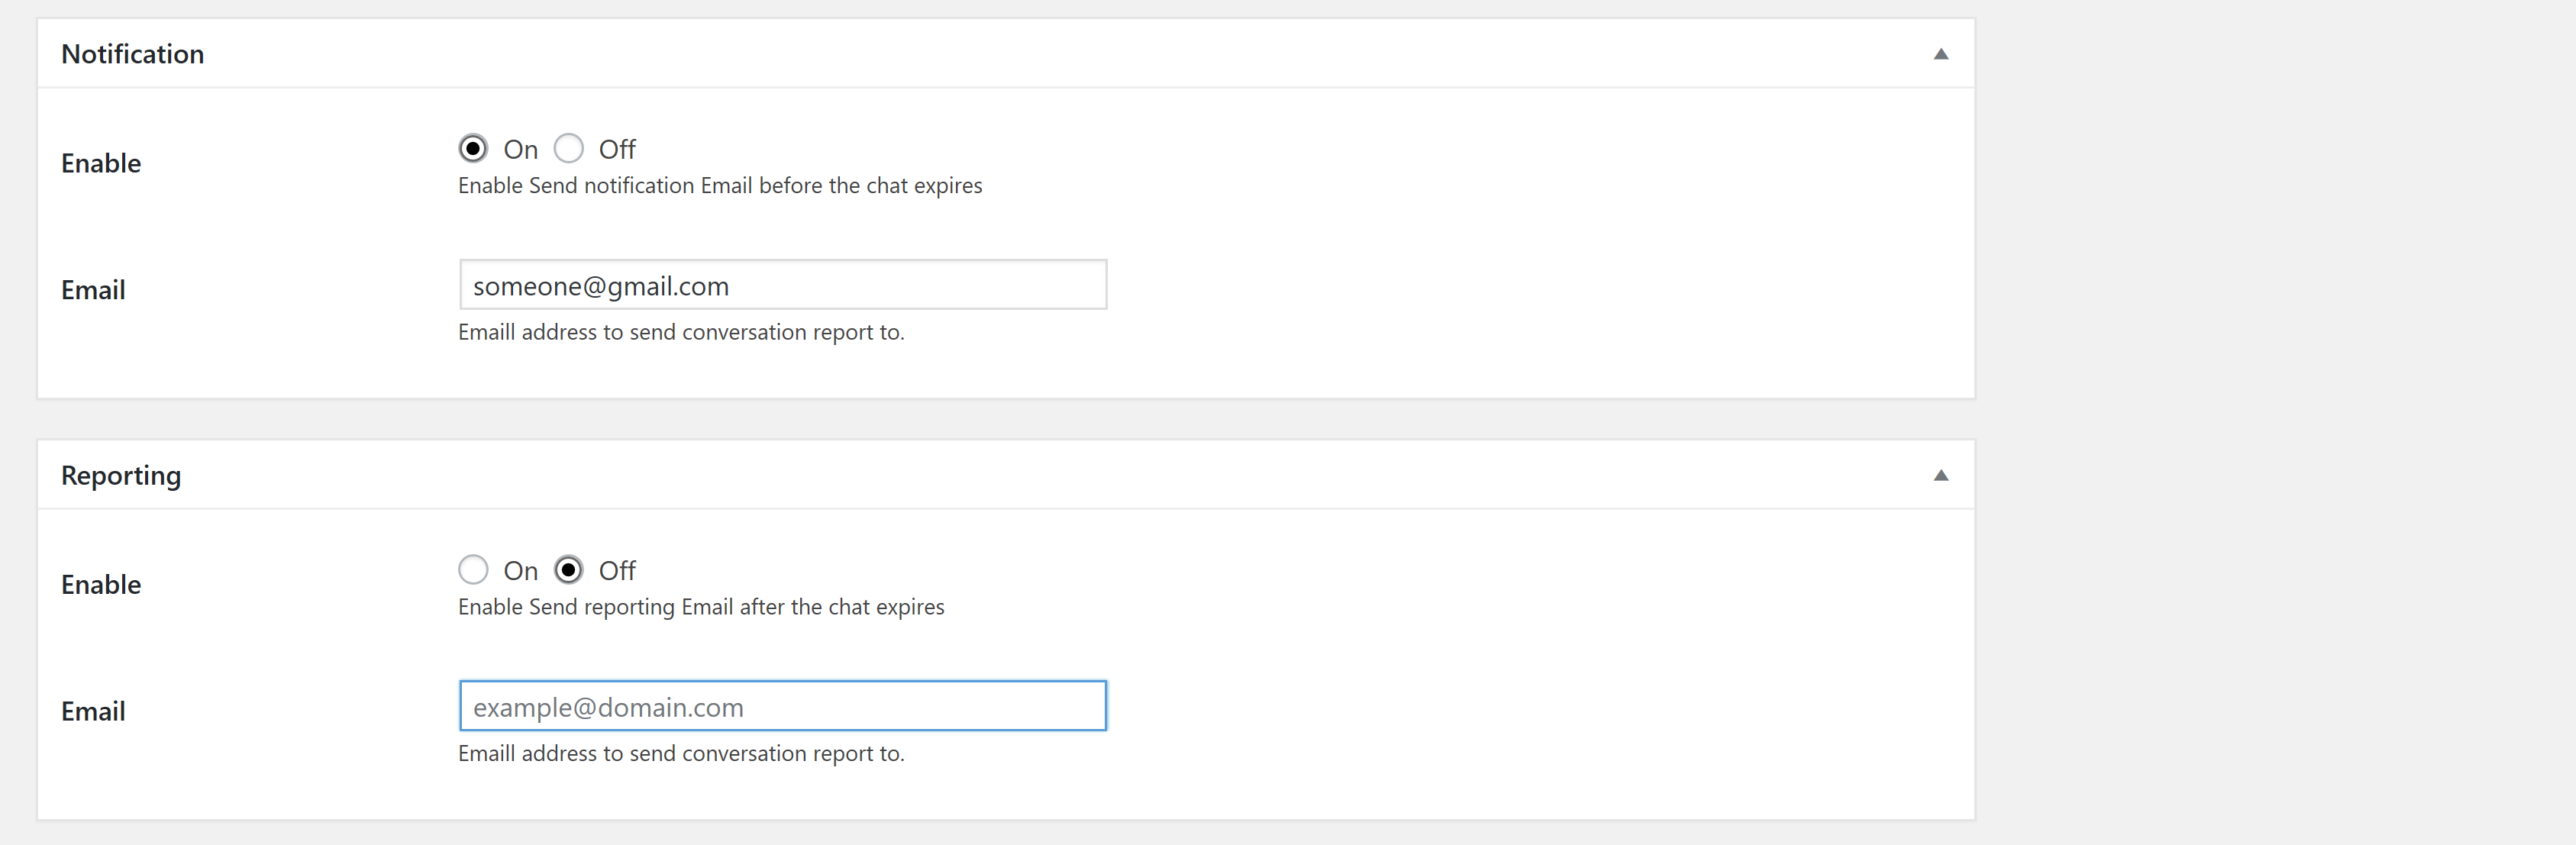 Notification
Enable
On Off
Enable Send notification Email before the chat expires
Email
someone@gmail.com
Emaill address to send conversation report to.
Reporting
Enable
On Off
Enable Send reporting Email after the chat expires
Email
example@domain.com
Emaill address to send conversation report to.